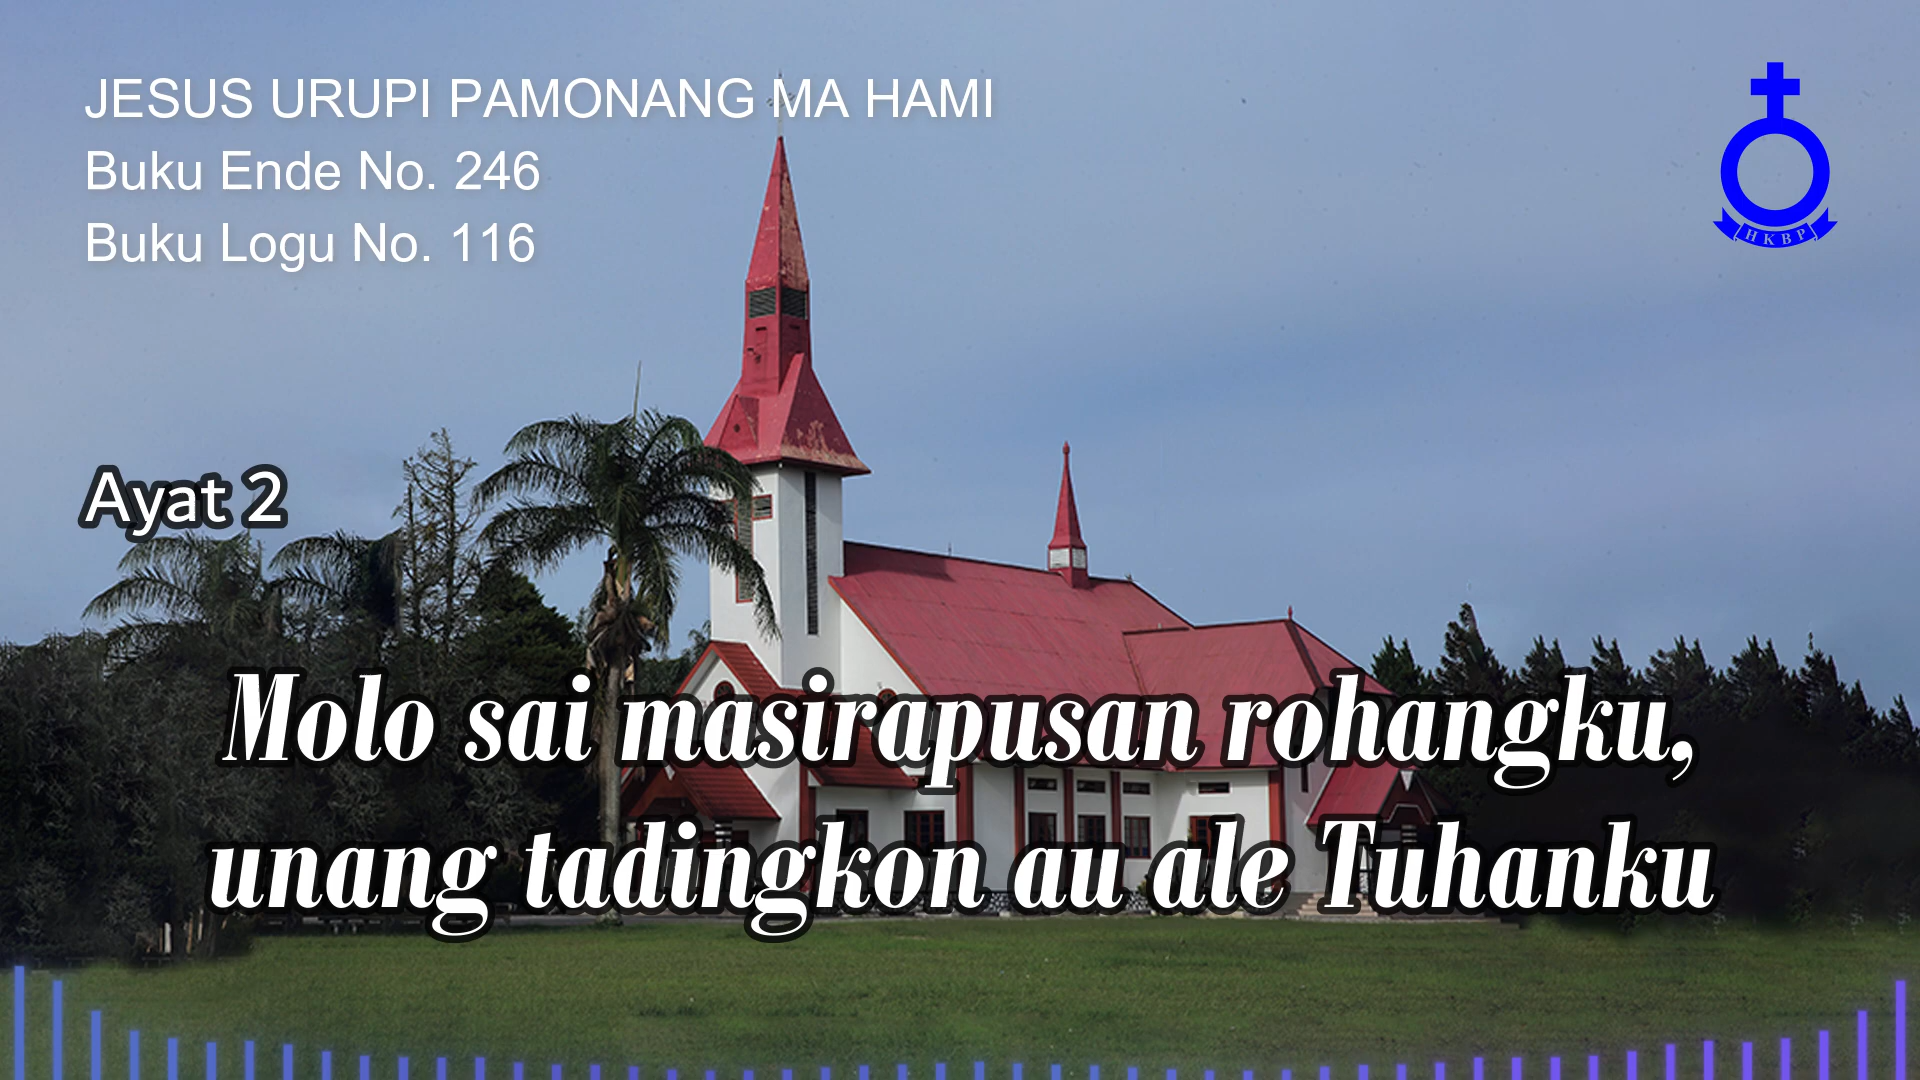 JESUS URUPI PAMONANG MA HAMI
Buku Ende No. 246
Buku Logu No. 116
HKBP
Ayat 2
Molo sai masirapusan rohangku,
unang tadingkon au ale Tuhanku